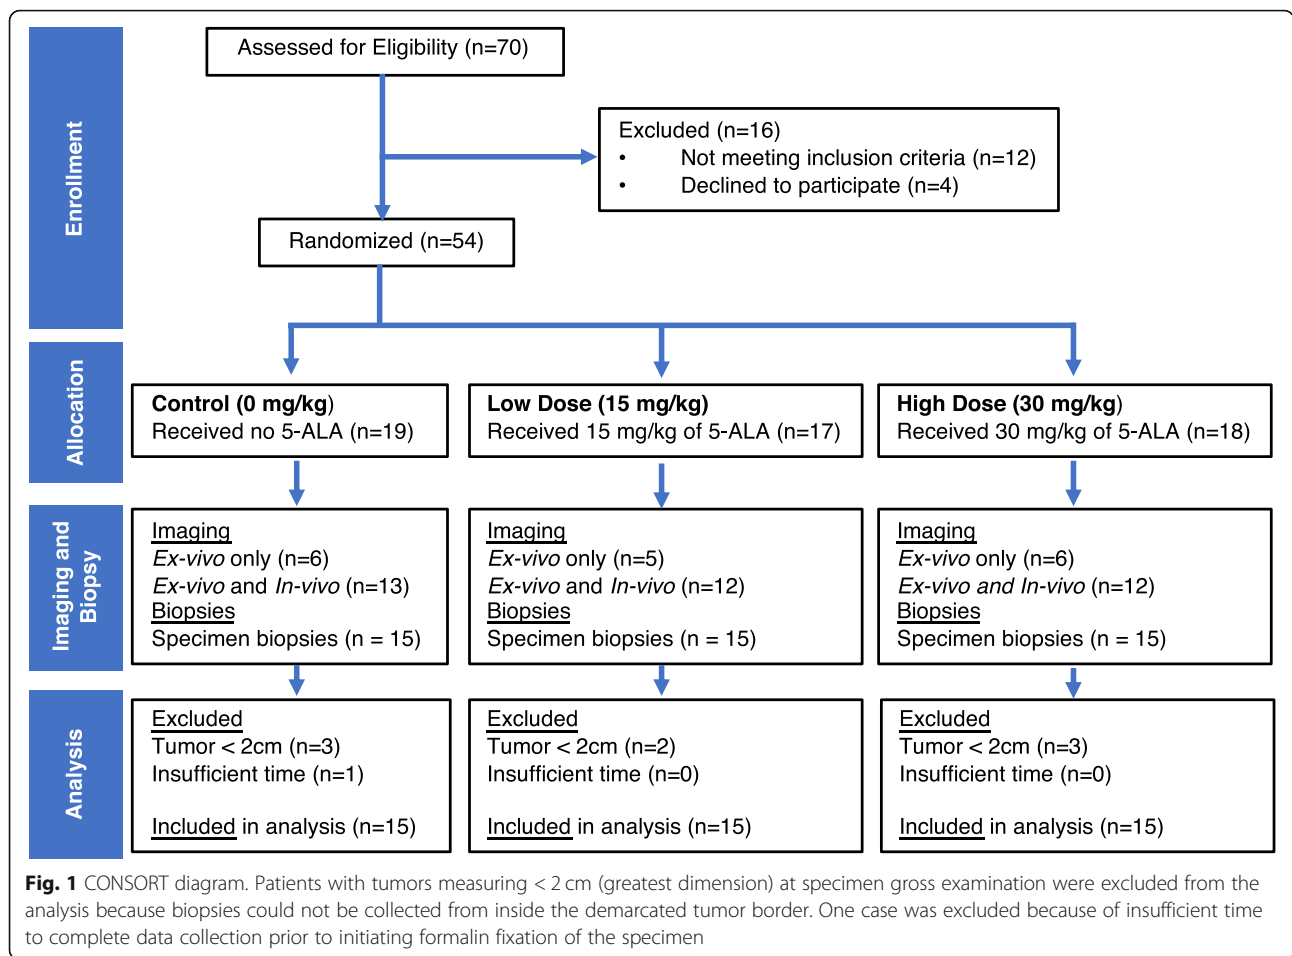 Enrollment
Assessed for Eligibility (n=70)
Excluded (n=16)
• Not meeting inclusion criteria (n=12)
• Declined to participate (n=4)
Randomized (n=54)
Allocation
Control (0 mg/kg)
Received no 5-ALA (n=19)
Low Dose (15 mg/kg)
Received 15 mg/kg of 5-ALA (n=17)
High Dose (30 mg/kg)
Received 30 mg/kg of 5-ALA (n=18)
Imaging and
Biopsy
Imaging
Ex-vivo only (n=6)
Ex-vivo and In-vivo (n=13)
Biopsies
Specimen biopsies (n = 15)
Imaging
Ex-vivo only (n=5)
Ex-vivo and In-vivo (n=12)
Biopsies
Specimen biopsies (n = 15)
Imaging
Ex-vivo only (n=6)
Ex-vivo and In-vivo (n=12)
Biopsies
Specimen biopsies (n = 15)
Analysis
Excluded
Tumor < 2cm (n=3)
Insufficient time (n=1)
Included in analysis (n=15)
Excluded
Tumor < 2cm (n=2)
Insufficient time (n=0)
Included in analysis (n=15)
Excluded
Tumor < 2cm (n=3)
Insufficient time (n=0)
Included in analysis (n=15)
Fig. 1 CONSORT diagram. Patients with tumors measuring < 2 cm (greatest dimension) at specimen gross examination were excluded from the
analysis because biopsies could not be collected from inside the demarcated tumor border. One case was excluded because of insufficient time
to complete data collection prior to initiating formalin fixation of the specimen